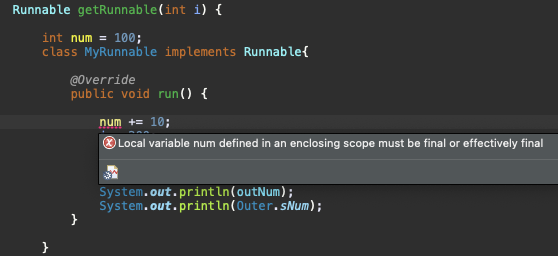 Runnable getRunnable(int i) {
int num = 100;
class MyRunnable implements Runnable{
@Override
public void run() {
num += 10;
Local variable num defined in an enclosing scope must be final or effectively final
System.out.println(outNum);
System.out.println(Outer.sNum);
}
}